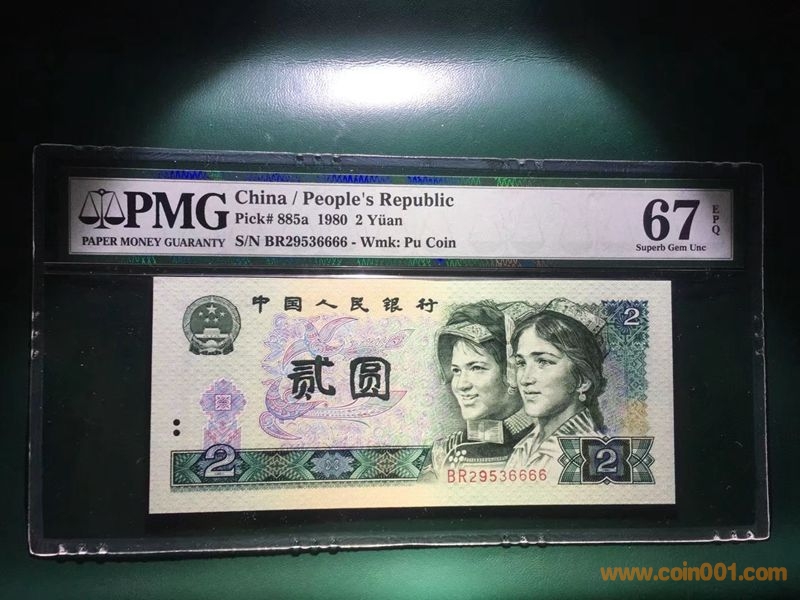 PMG
PAPER MONEY GUARANTY
China / People's Republic
Pick# 885a 1980 2 Yüan
S/N BR29536666 - Wmk: Pu Coin
67
EPQ
Superb Gem Unc
中国人民银行
2
贰圆
2
BR29536666
2
www.coin001.com